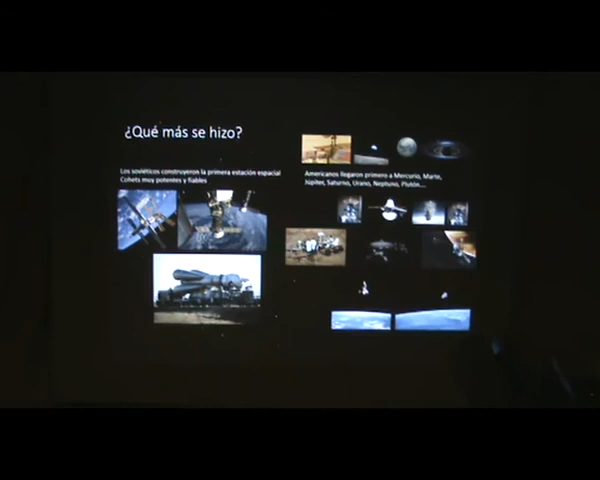 ¿Qué más se hizo?
Los soviéticos construyeron la primera estación espacial
Cohets muy potentes y fiables
Americanos llegaron primero a Mercurio, Marte,
Júpiter, Saturno, Urano, Neptuno, Plutón....